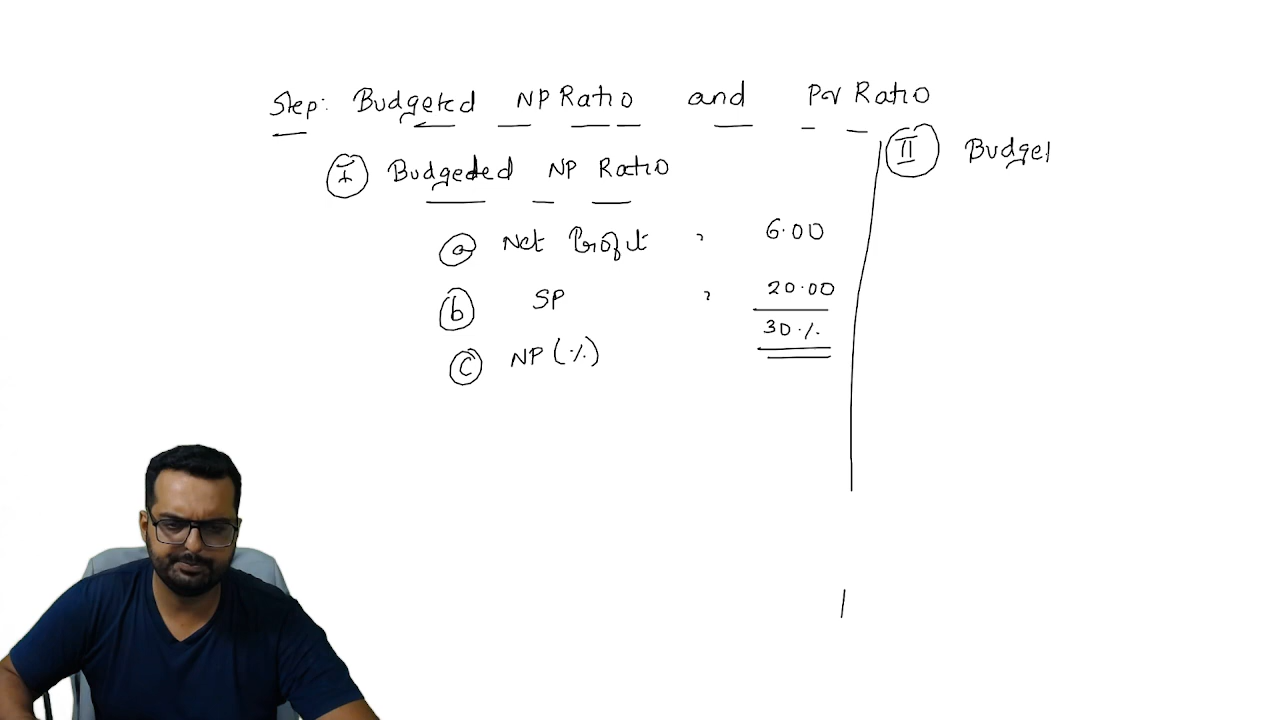 Step: Budgeted NP Ratio and PV Ratio
I Budgeded NP Ratio
a Net Profit : 6.00
b SP : 20.00
30%
c NP (%)
II Budget